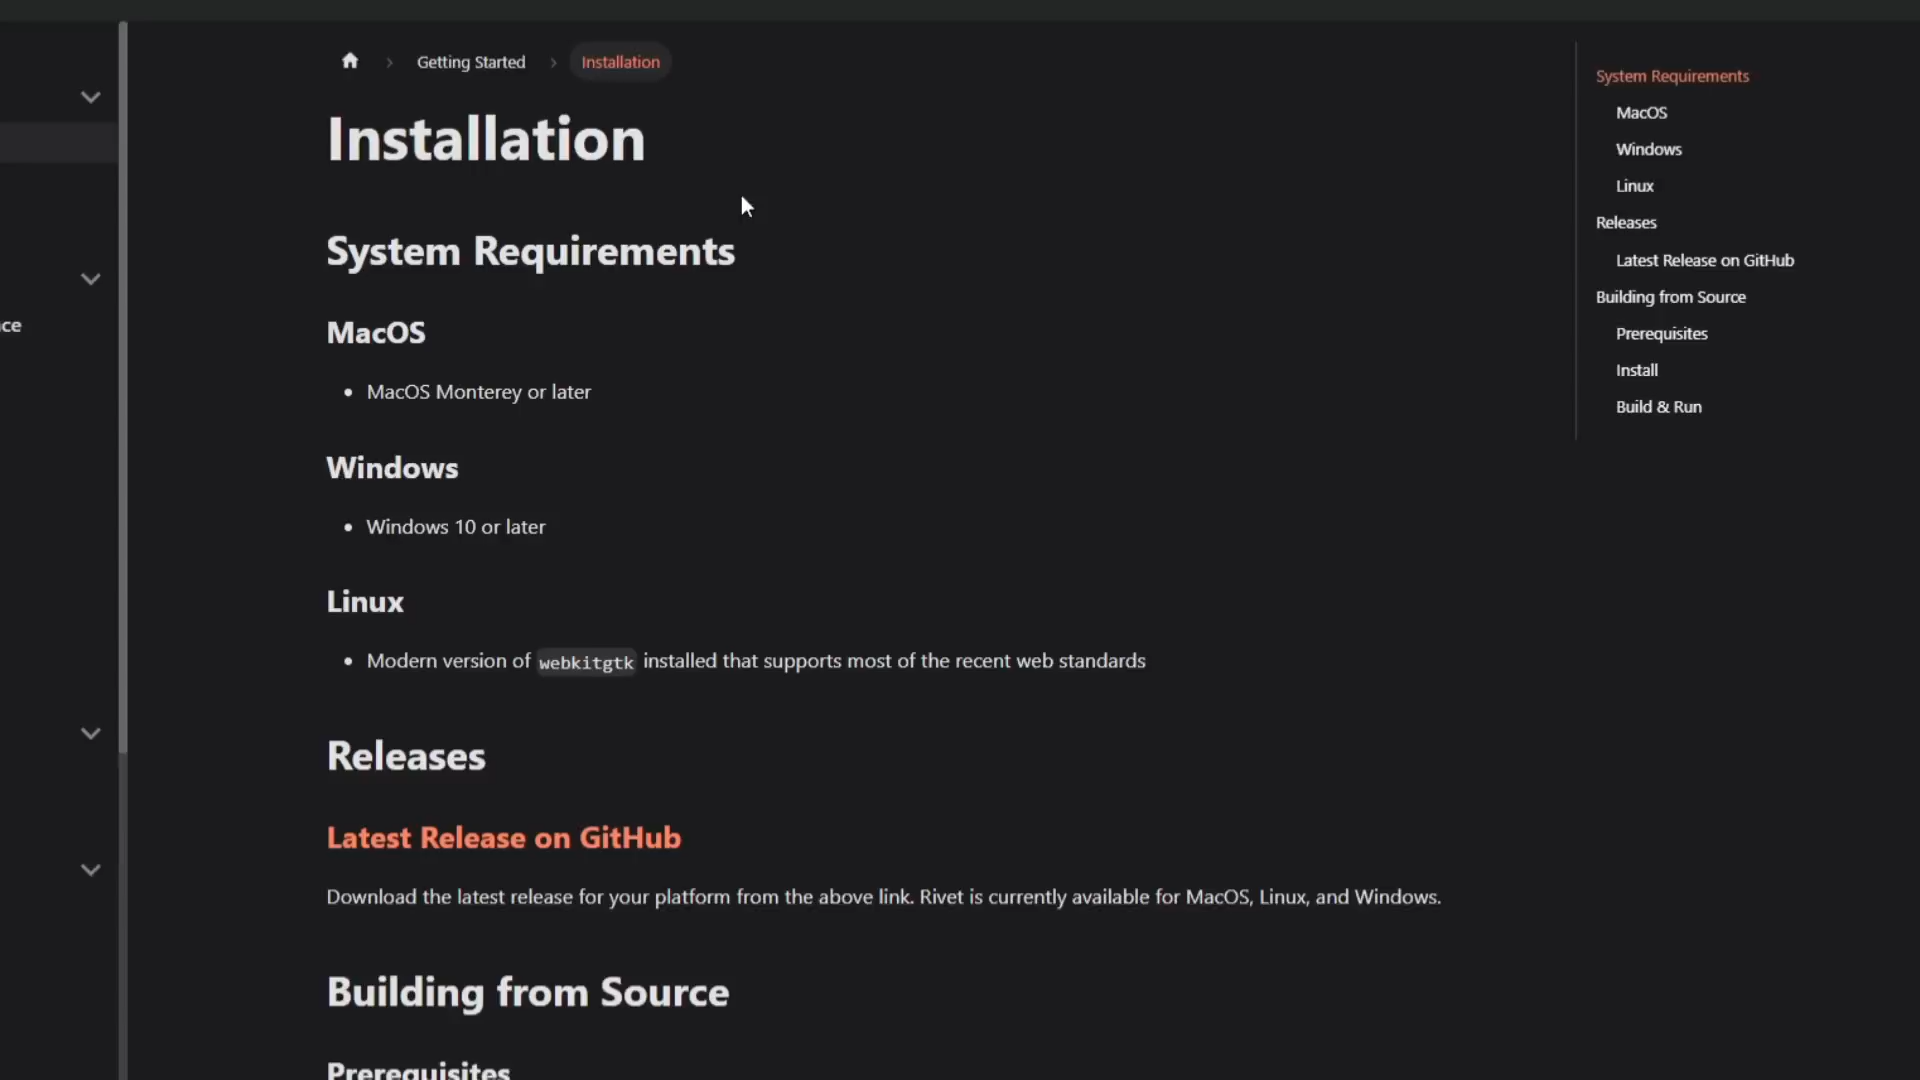 Getting Started
Installation
Installation
System Requirements
MacOS
MacOS Monterey or later
Windows
Windows 10 or later
Linux
Modern version of webkitgtk installed that supports most of the recent web standards
Releases
Latest Release on GitHub
Download the latest release for your platform from the above link. Rivet is currently available for MacOS, Linux, and Windows.
Building from Source
Prerequisites
System Requirements
MacOS
Windows
Linux
Releases
Latest Release on GitHub
Building from Source
Prerequisites
Install
Build & Run